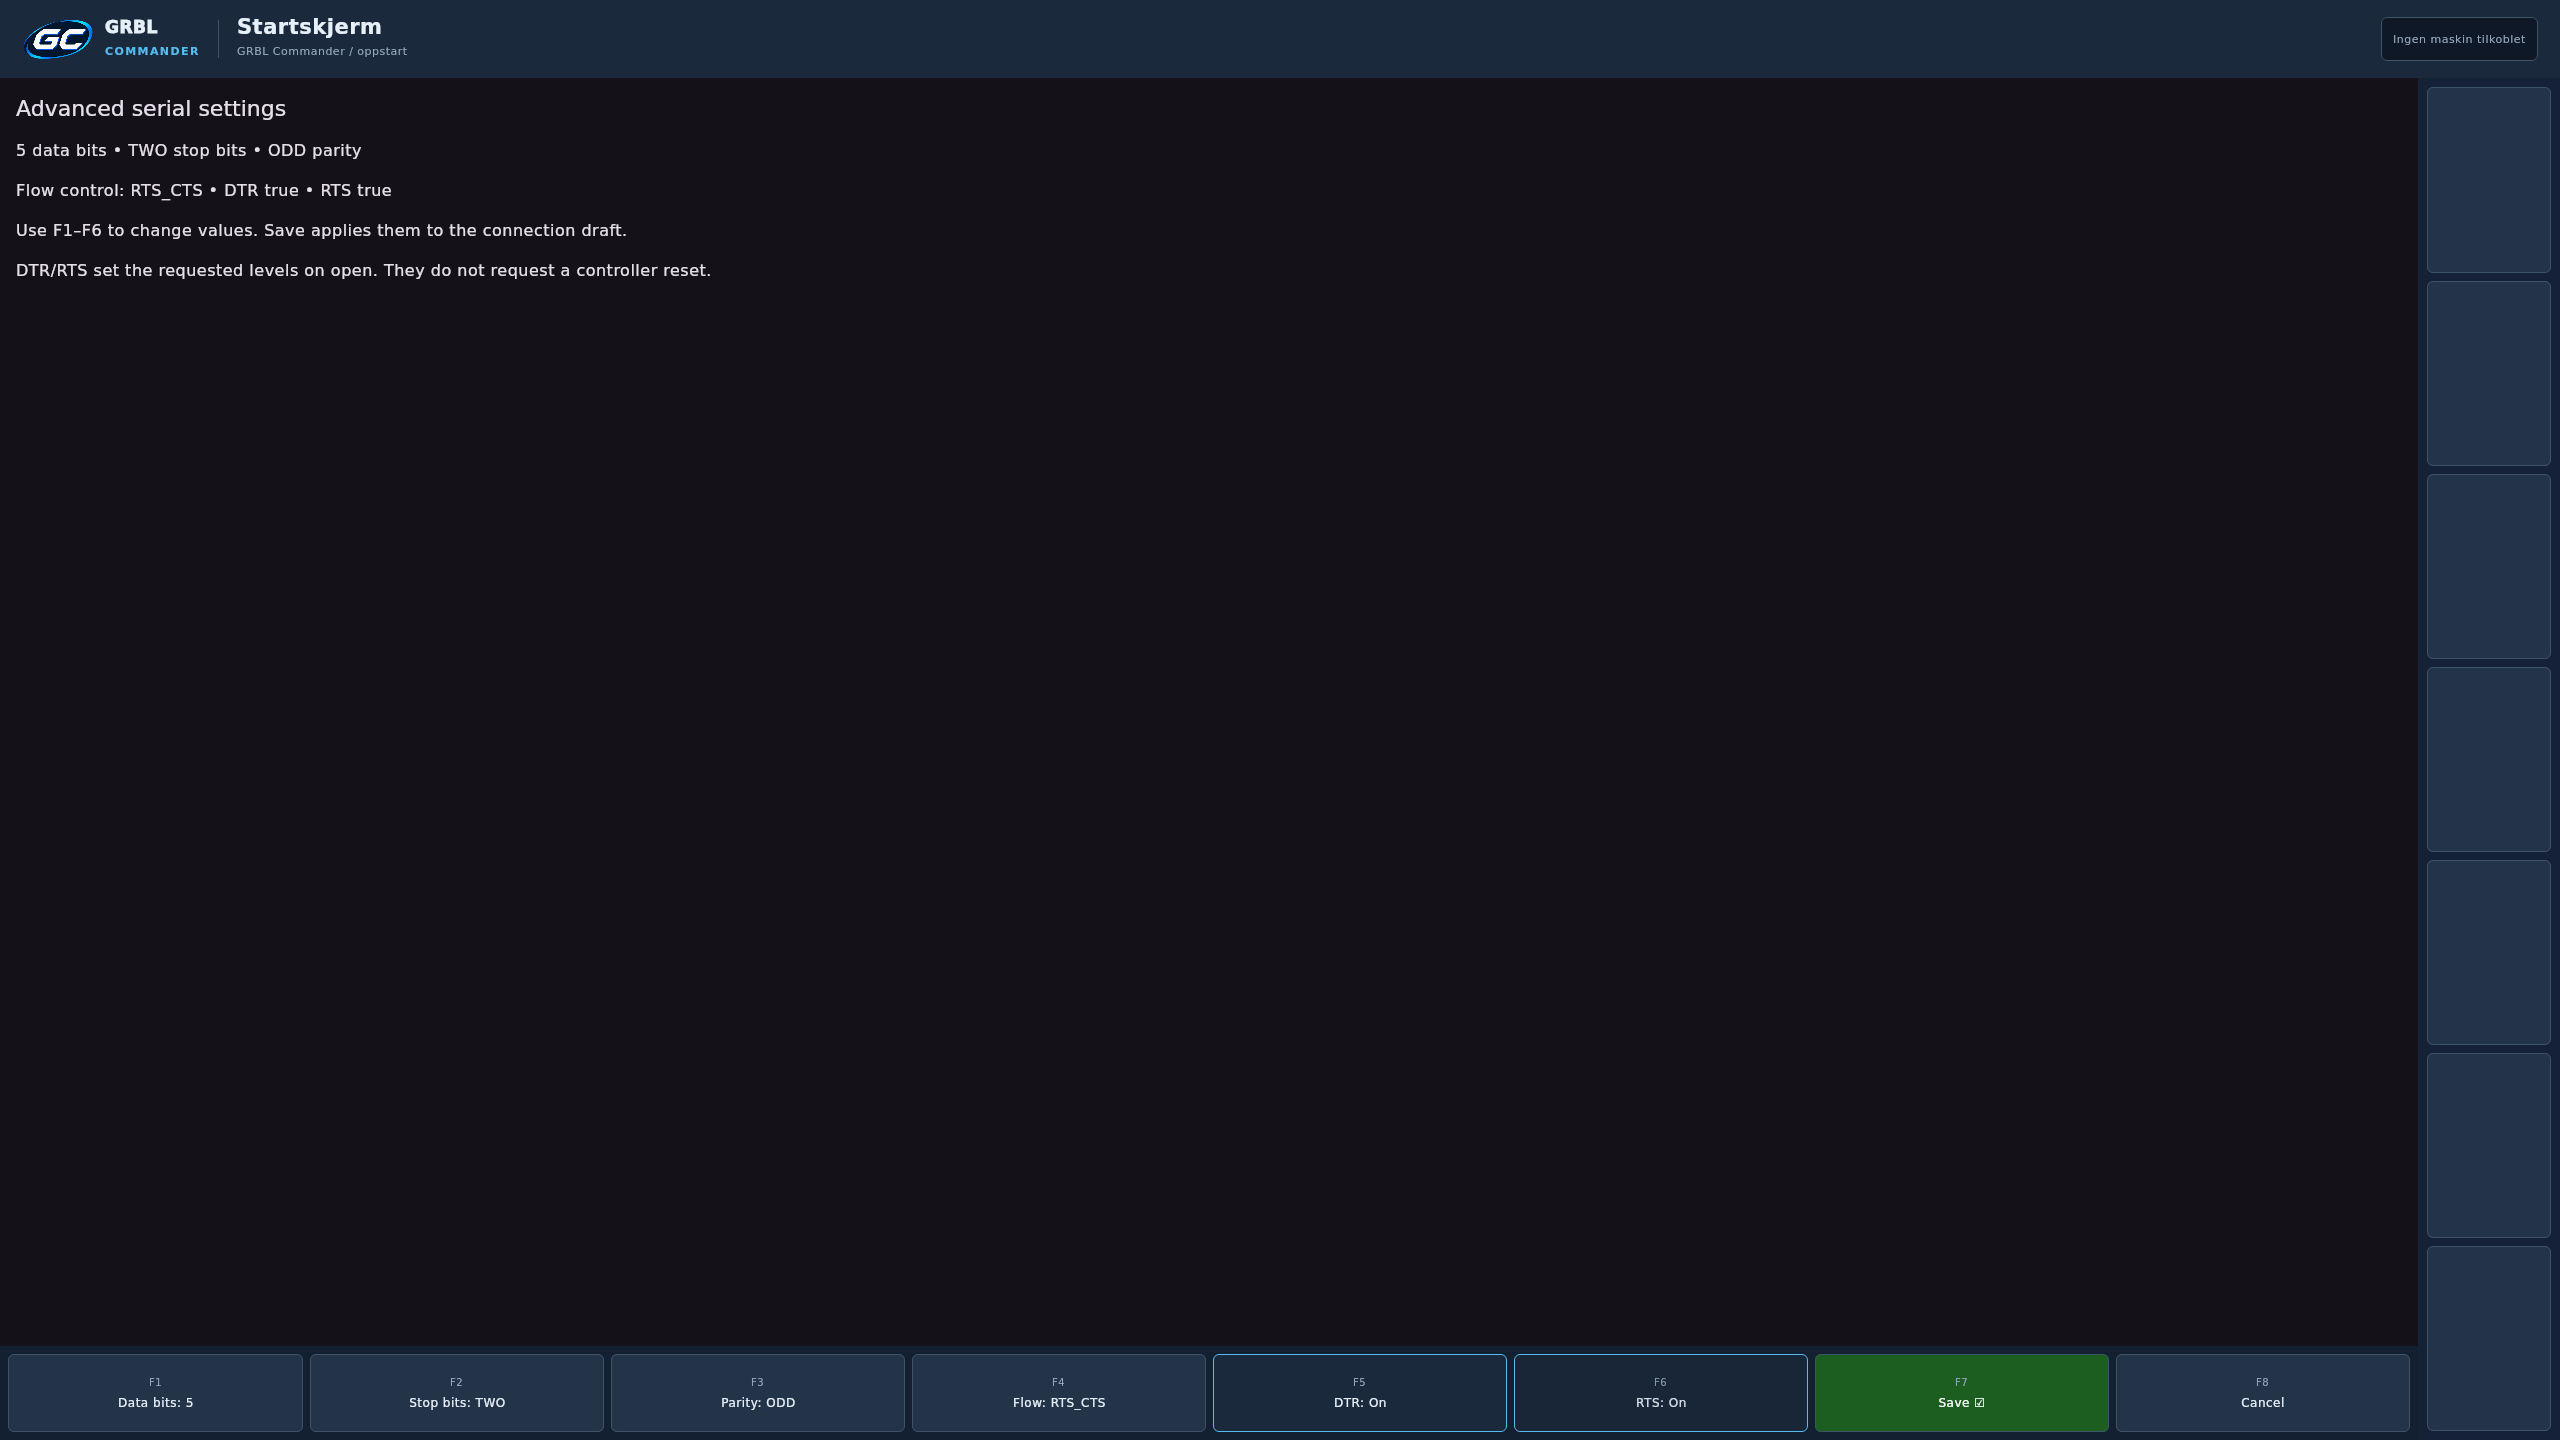 GC
GRBL
COMMANDER
Startskjerm
GRBL Commander / oppstart
Ingen maskin tilkoblet
Advanced serial settings
5 data bits • TWO stop bits • ODD parity
Flow control: RTS_CTS • DTR true • RTS true
Use F1–F6 to change values. Save applies them to the connection draft.
DTR/RTS set the requested levels on open. They do not request a controller reset.
F1
Data bits: 5
F2
Stop bits: TWO
F3
Parity: ODD
F4
Flow: RTS_CTS
F5
DTR: On
F6
RTS: On
F7
Save ☑
F8
Cancel